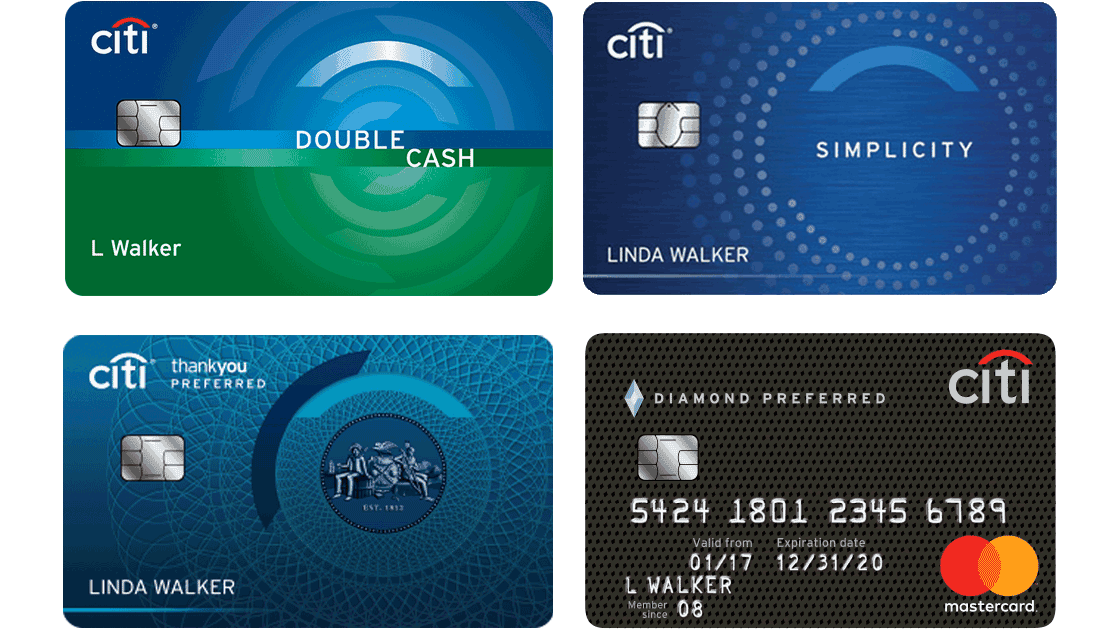 citi®
DOUBLE
CASH
L Walker
citi®
SIMPLICITY
LINDA WALKER
citi®
thankyou
PREFERRED
EST. 1812
LINDA WALKER
DIAMOND PREFERRED
citi
5424 1801 2345 6789
Valid from Expiration date
01/17 12/31/20
L WALKER
Member
since 08
mastercard.